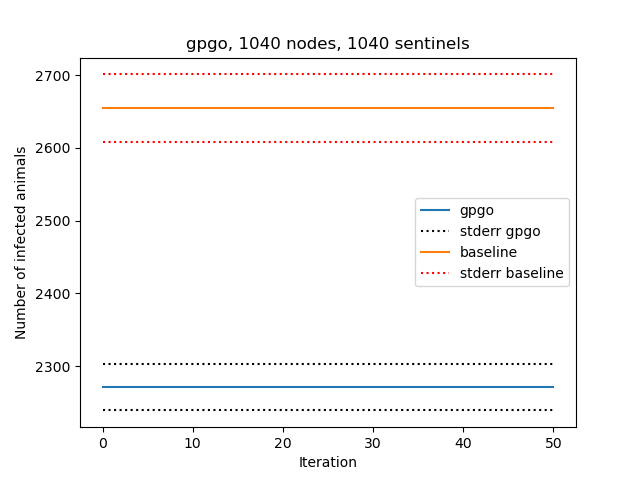 gpgo, 1040 nodes, 1040 sentinels
2700
2600
2500
2400
2300
Number of infected animals
gpgo
stderr gpgo
baseline
stderr baseline
0 10 20 30 40 50
Iteration